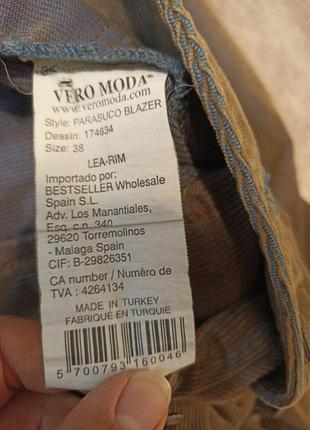 VERO MODA
www.veromoda.com
Style: PARASUCO BLAZER
Dessin: 174634
Size: 38
LEA-RIM
Importado por:
BESTSELLER Wholesale
Spain S.L.
Adv. Los Manantiales,
Esq. c.n 340
29620 Torremolinos
- Malaga Spain
CIF: B-29826351
CA number / Numèro de
TVA : 4264134
MADE IN TURKEY
FABRIQUÉ EN TURQUIE
5 700793 160046